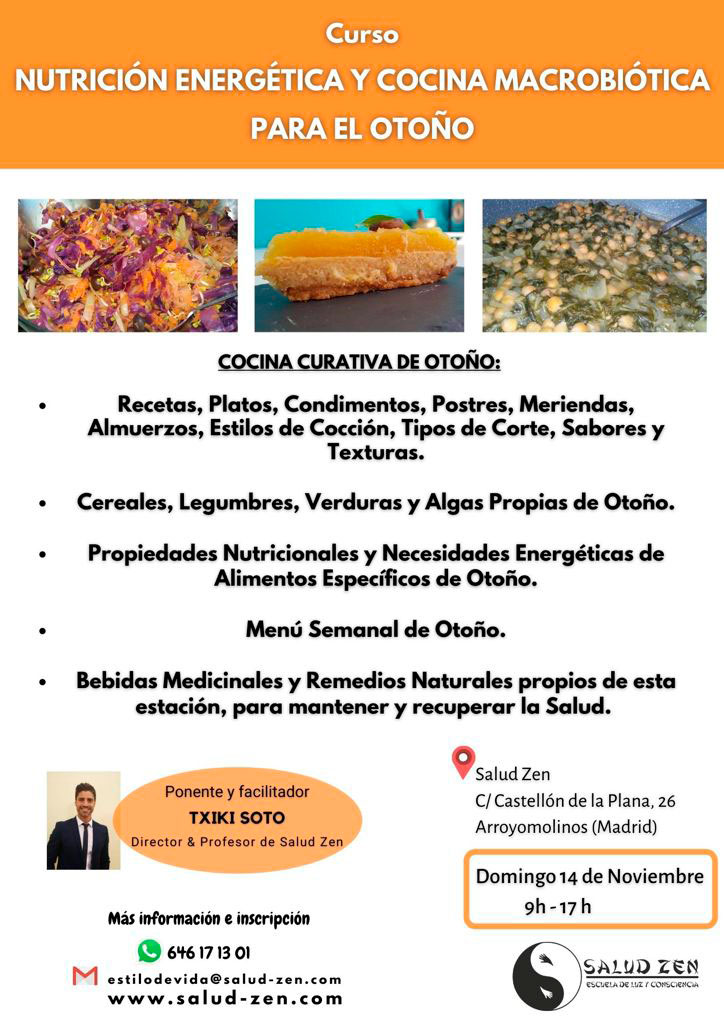 Curso
NUTRICIÓN ENERGÉTICA Y COCINA MACROBIÓTICA
PARA EL OTOÑO
COCINA CURATIVA DE OTOÑO:
• Recetas, Platos, Condimentos, Postres, Meriendas,
Almuerzos, Estilos de Cocción, Tipos de Corte, Sabores y
Texturas.
• Cereales, Legumbres, Verduras y Algas Propias de Otoño.
• Propiedades Nutricionales y Necesidades Energéticas de
Alimentos Específicos de Otoño.
• Menú Semanal de Otoño.
• Bebidas Medicinales y Remedios Naturales propios de esta
estación, para mantener y recuperar la Salud.
Ponente y facilitador
TXIKI SOTO
Director & Profesor de Salud Zen
Salud Zen
C/ Castellón de la Plana, 26
Arroyomolinos (Madrid)
Domingo 14 de Noviembre
9h - 17 h
Más información e inscripción
646 17 13 01
estilodevida@salud-zen.com
www.salud-zen.com
SALUD ZEN
ESCUELA DE LUZ Y CONSCIENCIA